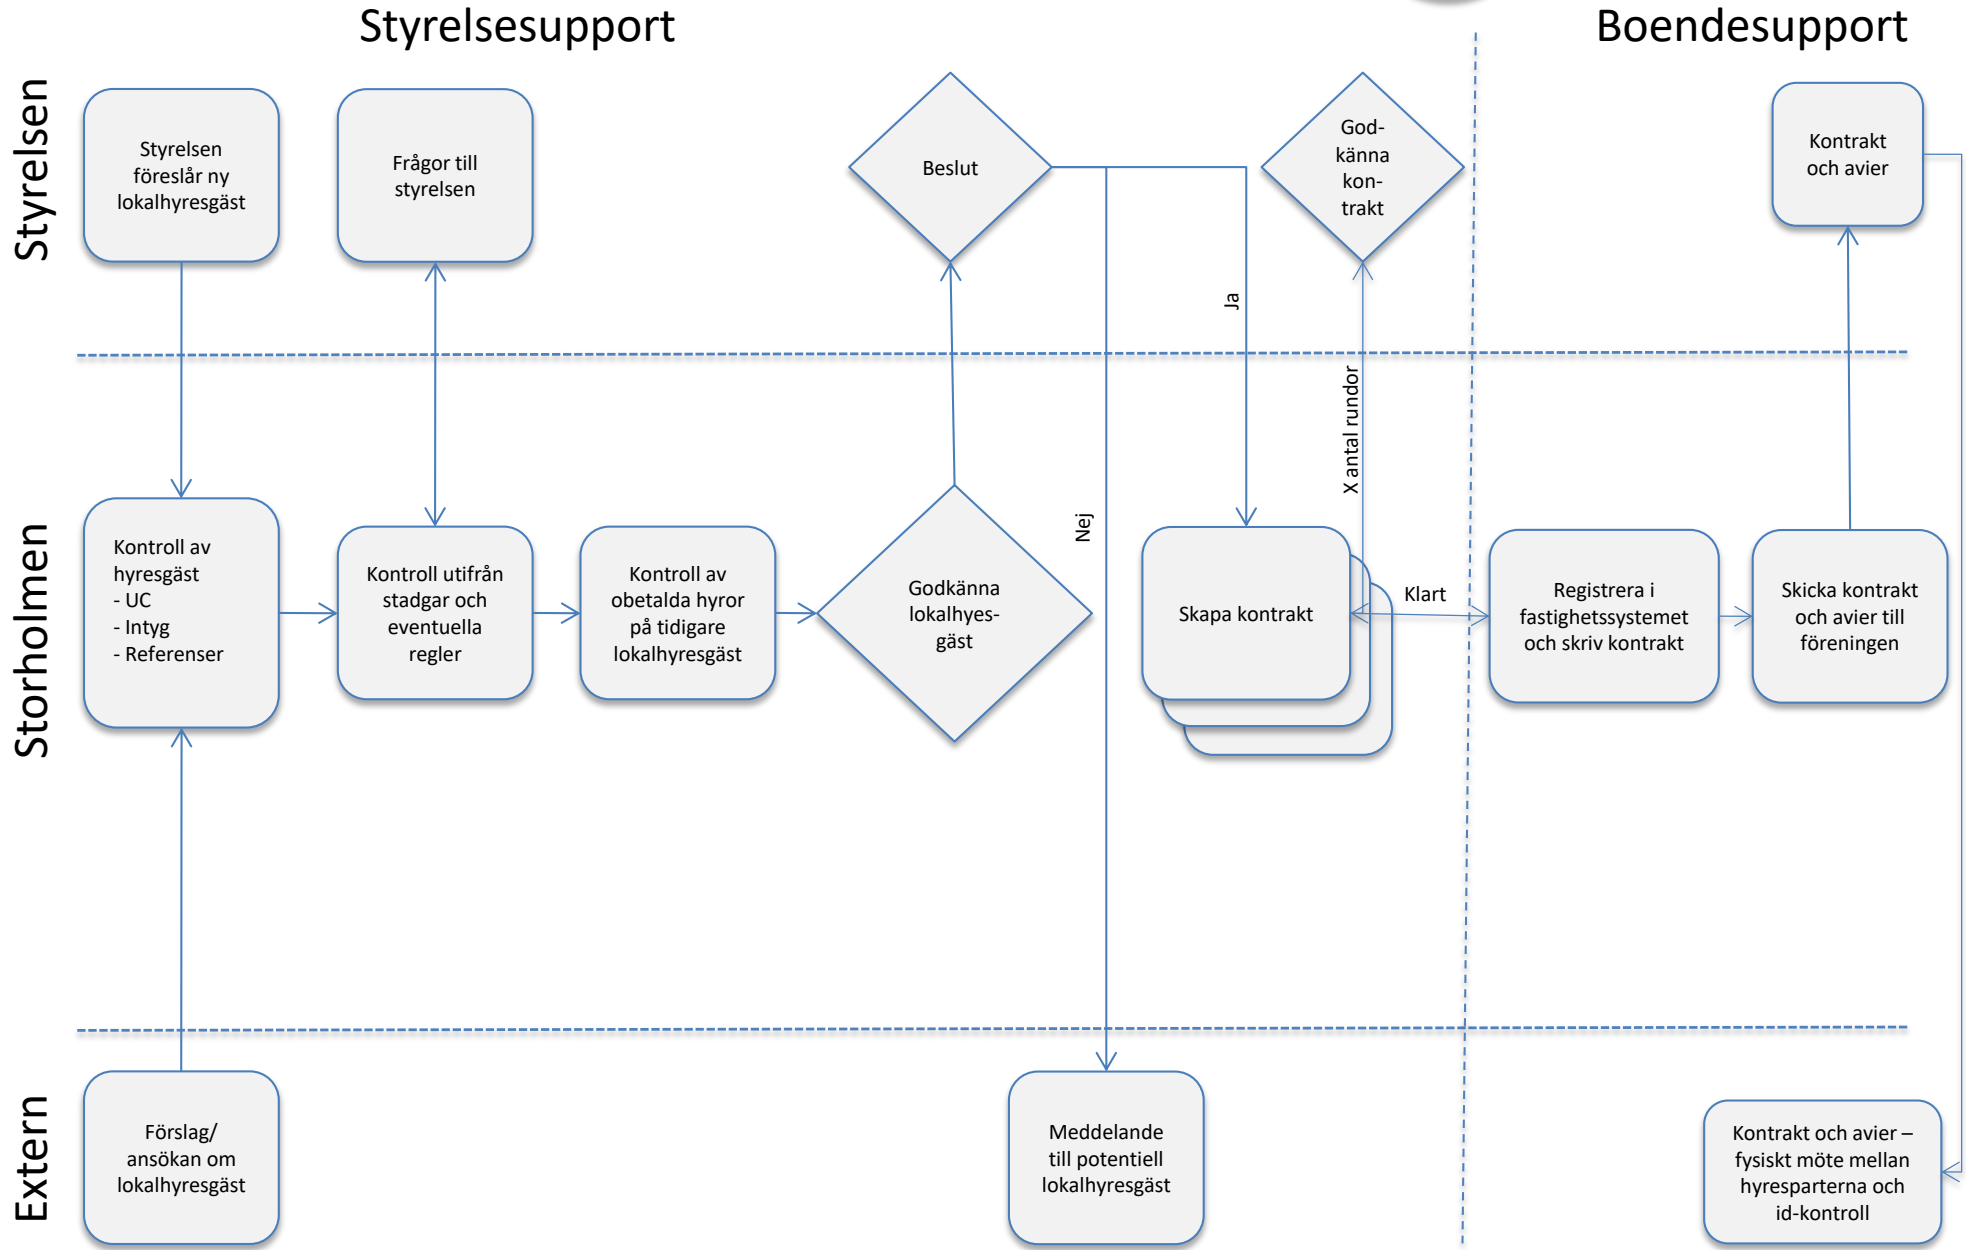 Styrelsesupport
Boendesupport
Styrelsen
Styrelsen
föreslår ny
lokalhyresgäst
Frågor till
styrelsen
Beslut
God-
känna
kon-
trakt
Kontrakt
och avier
Ja
Nej
X antal rundor
Storholmen
Kontroll av
hyresgäst
- UC
- Intyg
- Referenser
Kontroll utifrån
stadgar och
eventuella
regler
Kontroll av
obetalda hyror
på tidigare
lokalhyresgäst
Godkänna
lokalhyes-
gäst
Skapa kontrakt
Klart
Registrera i
fastighetssystemet
och skriv kontrakt
Skicka kontrakt
och avier till
föreningen
Extern
Förslag/
ansökan om
lokalhyresgäst
Meddelande
till potentiell
lokalhyresgäst
Kontrakt och avier –
fysiskt möte mellan
hyresparterna och
id-kontroll